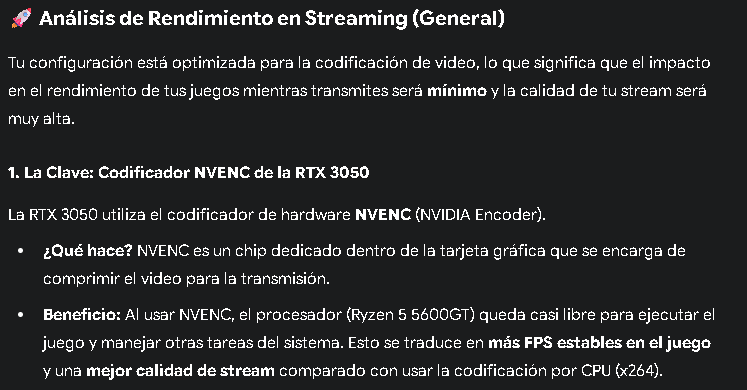 🚀 Análisis de Rendimiento en Streaming (General)
Tu configuración está optimizada para la codificación de video, lo que significa que el impacto
en el rendimiento de tus juegos mientras transmites será mínimo y la calidad de tu stream será
muy alta.
1. La Clave: Codificador NVENC de la RTX 3050
La RTX 3050 utiliza el codificador de hardware NVENC (NVIDIA Encoder).
• ¿Qué hace? NVENC es un chip dedicado dentro de la tarjeta gráfica que se encarga de
comprimir el video para la transmisión.
• Beneficio: Al usar NVENC, el procesador (Ryzen 5 5600GT) queda casi libre para ejecutar el
juego y manejar otras tareas del sistema. Esto se traduce en más FPS estables en el juego
y una mejor calidad de stream comparado con usar la codificación por CPU (x264).